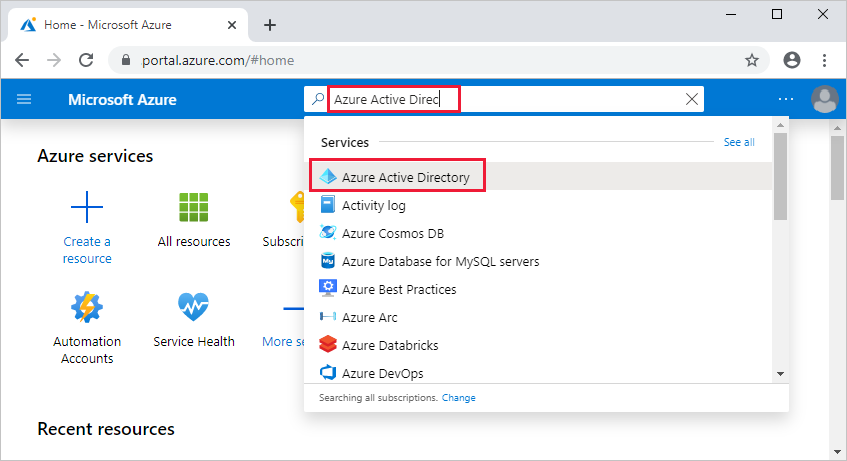 Home - Microsoft Azure
portal.azure.com/#home
Microsoft Azure
Azure Active Direc
Services
See all
Azure Active Directory
Activity log
Azure Cosmos DB
Azure Database for MySQL servers
Azure Best Practices
Azure Arc
Azure Databricks
Azure DevOps
Searching all subscriptions. Change
Azure services
Create a
resource
All resources
Subscri
Automation
Accounts
Service Health
More se
Recent resources